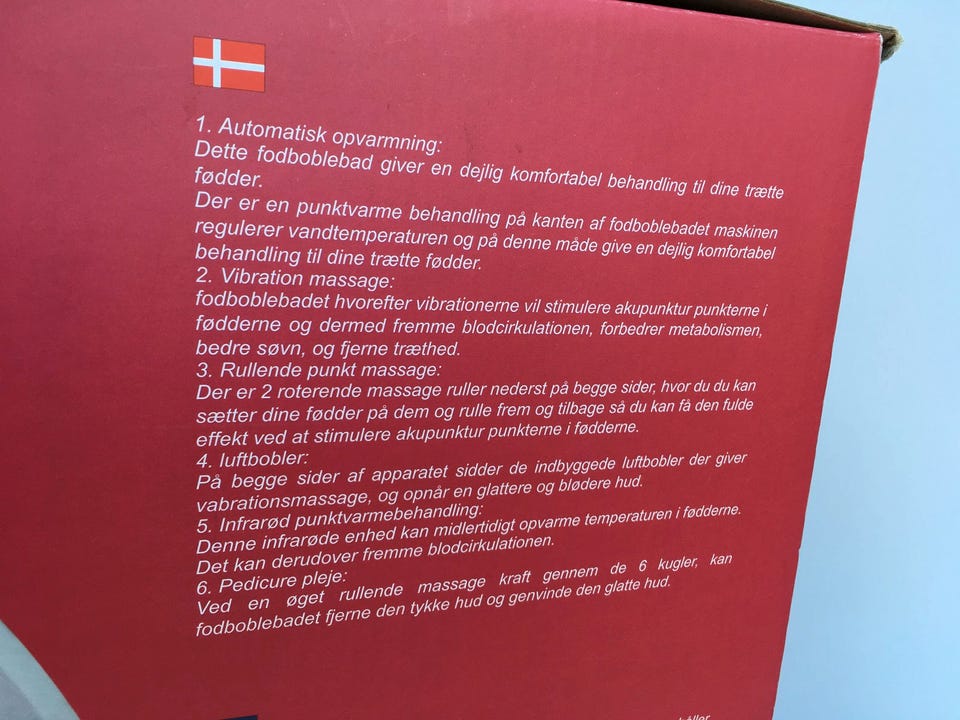 1. Automatisk opvarmning:
Dette fodboblebad giver en dejlig komfortabel behandling til dine trætte
fødder.
Der er en punktvarme behandling på kanten af fodboblebadet maskinen
regulerer vandtemperaturen og på denne måde give en dejlig komfortabel
behandling til dine trætte fødder.
2. Vibration massage:
fodboblebadet hvorefter vibrationerne vil stimulere akupunktur punkterne i
fødderne og dermed fremme blodcirkulationen, forbedrer metabolismen,
bedre søvn, og fjerne træthed.
3. Rullende punkt massage:
Der er 2 roterende massage ruller nederst på begge sider, hvor du du kan
sætter dine fødder på dem og rulle frem og tilbage så du kan få den fulde
effekt ved at stimulere akupunktur punkterne i fødderne.
4. luftbobler:
På begge sider af apparatet sidder de indbyggede luftbobler der giver
vabrationsmassage, og opnår en glattere og blødere hud.
5. Infrarød punktvarmebehandling:
Denne infrarøde enhed kan midlertidigt opvarme temperaturen i fødderne.
Det kan derudover fremme blodcirkulationen.
6. Pedicure pleje:
Ved en øget rullende massage kraft gennem de 6 kugler, kan
fodboblebadet fjerne den tykke hud og genvinde den glatte hud.